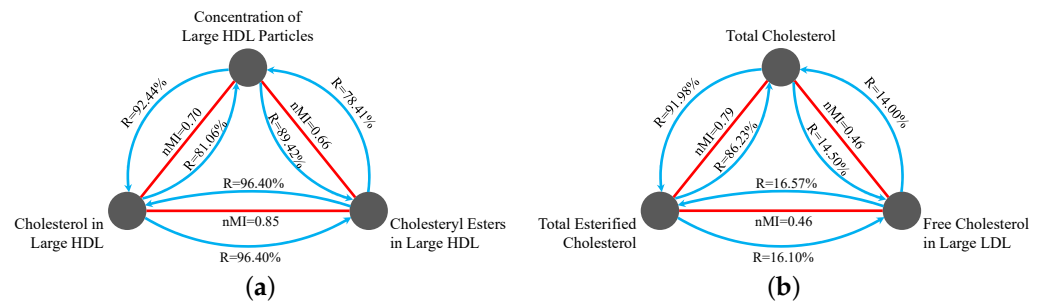 Concentration of
Large HDL Particles
R=92.44%
nMI=0.70
R=81.06%
nMI=0.66
R=89.42%
R=78.41%
R=96.40%
Cholesterol in
Large HDL
nMI=0.85
Cholesteryl Esters
in Large HDL
R=96.40%
(a)
Total Cholesterol
R=91.98%
nMI=0.79
R=86.23%
nMI=0.46
R=14.50%
R=14.00%
R=16.57%
Total Esterified
Cholesterol
nMI=0.46
Free Cholesterol
in Large LDL
R=16.10%
(b)